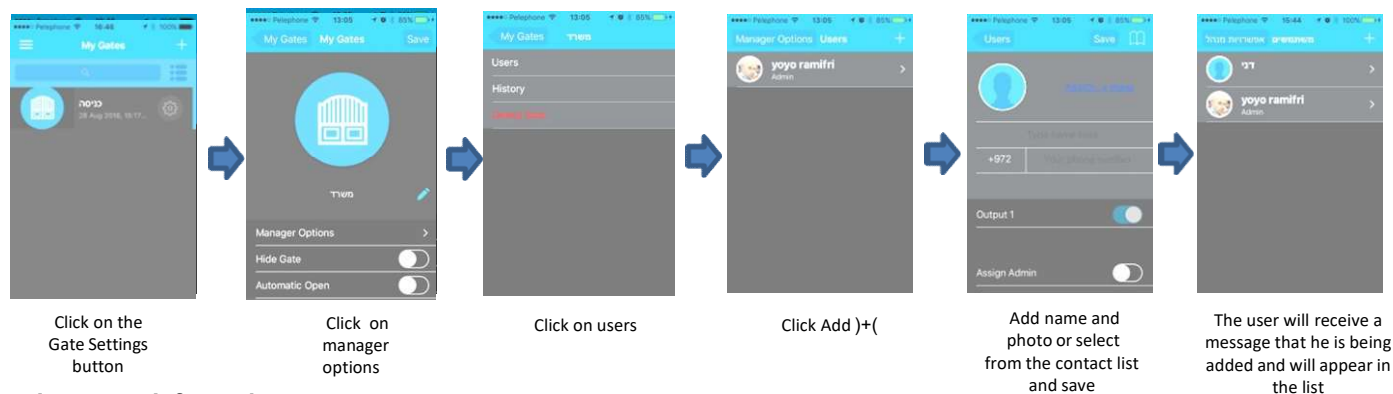 Pelephone 16:46 100%
My Gates +
כניסה
28 Aug 2016, 19:17...
Click on the
Gate Settings
button
Pelephone 13:05 85%
My Gates My Gates Save
משרד
Manager Options >
Hide Gate
Automatic Open
Click on
manager
options
Pelephone 13:05 85%
My Gates משרד
Users
History
Click on users
Pelephone 13:05 85%
Manager Options Users +
yoyo ramifri
Admin
Click Add )+(
Pelephone 13:05 85%
Users Save
+972
Output 1
Assign Admin
Add name and
photo or select
from the contact list
and save
Pelephone 15:44 100%
אפשרויות מנהל משתמשים +
דני
yoyo ramifri
Admin
The user will receive a
message that he is being
added and will appear in
the list